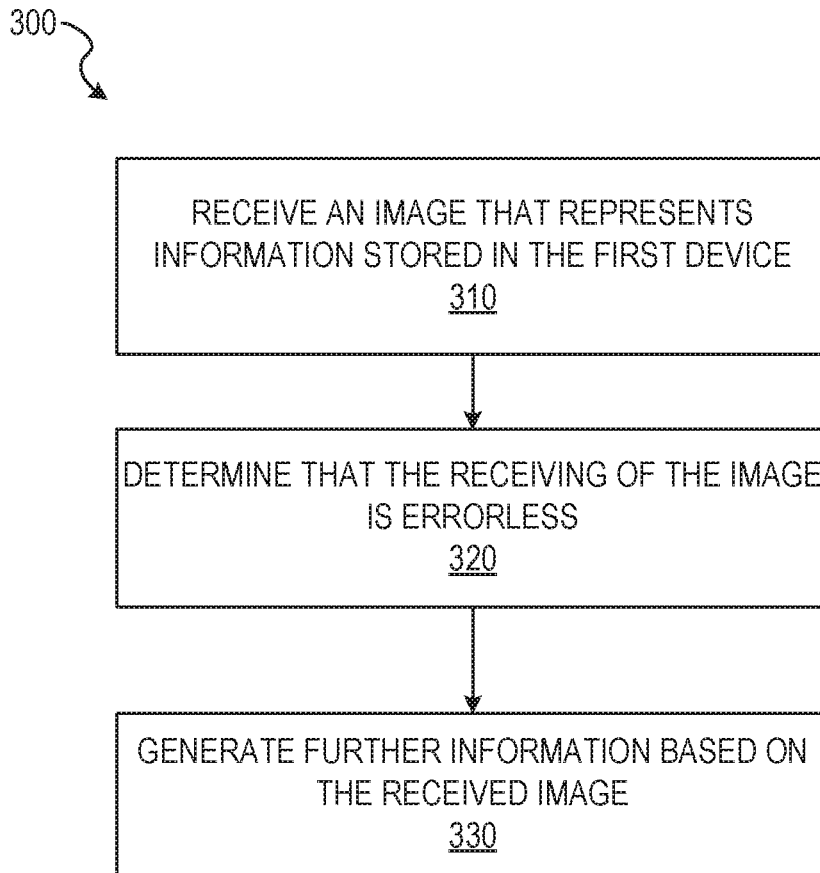 300
RECEIVE AN IMAGE THAT REPRESENTS
INFORMATION STORED IN THE FIRST DEVICE
310
DETERMINE THAT THE RECEIVING OF THE IMAGE
IS ERRORLESS
320
GENERATE FURTHER INFORMATION BASED ON
THE RECEIVED IMAGE
330